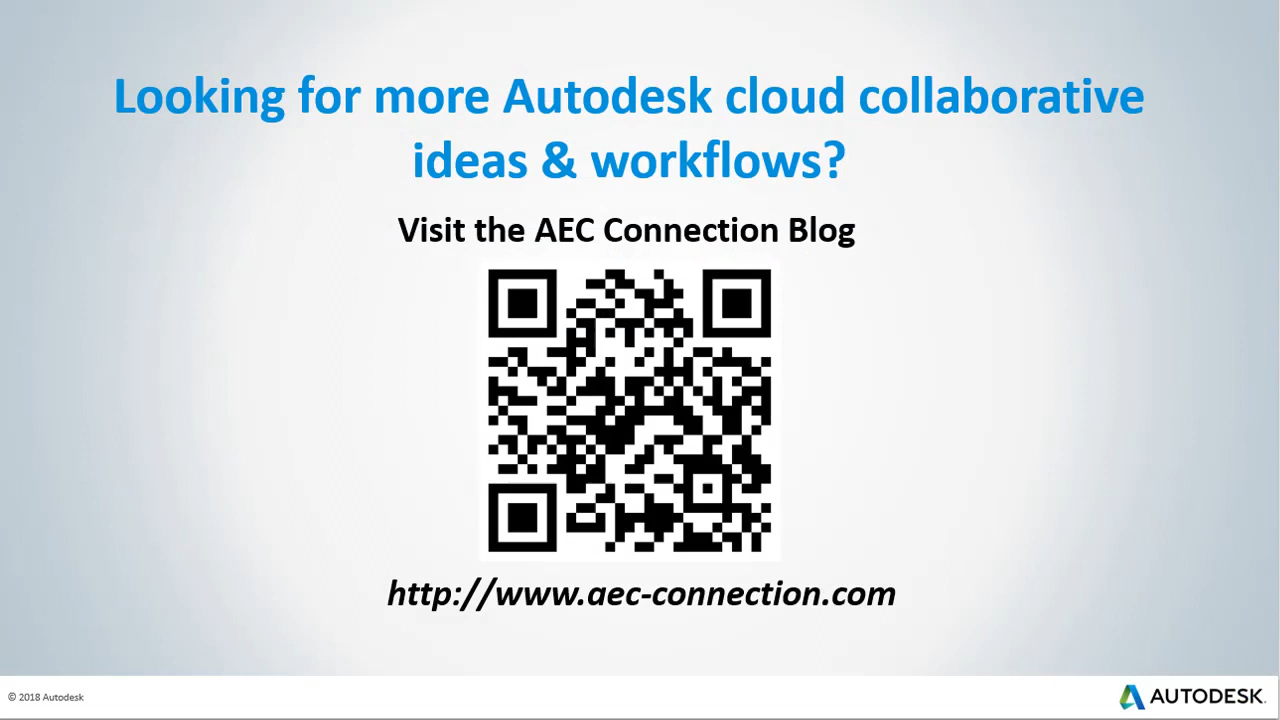 Looking for more Autodesk cloud collaborative
ideas & workflows?
Visit the AEC Connection Blog
http://www.aec-connection.com
© 2018 Autodesk
AUTODESK.